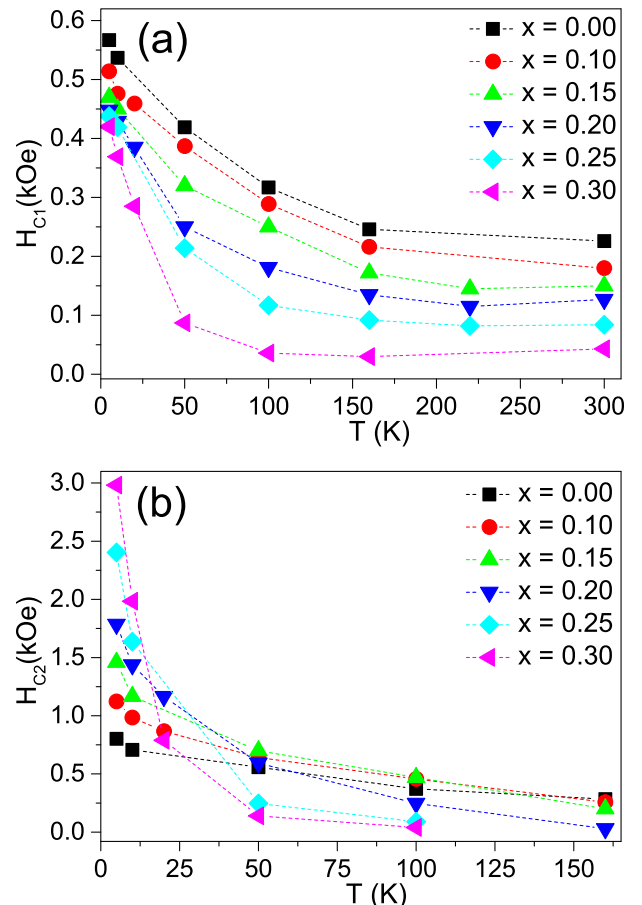 (a)
x = 0.00
x = 0.10
x = 0.15
x = 0.20
x = 0.25
x = 0.30
0.6
0.5
0.4
0.3
0.2
0.1
0.0
H_C1(kOe)
0 50 100 150 200 250 300
T (K)
(b)
x = 0.00
x = 0.10
x = 0.15
x = 0.20
x = 0.25
x = 0.30
3.0
2.5
2.0
1.5
1.0
0.5
0.0
H_C2(kOe)
0 25 50 75 100 125 150
T (K)